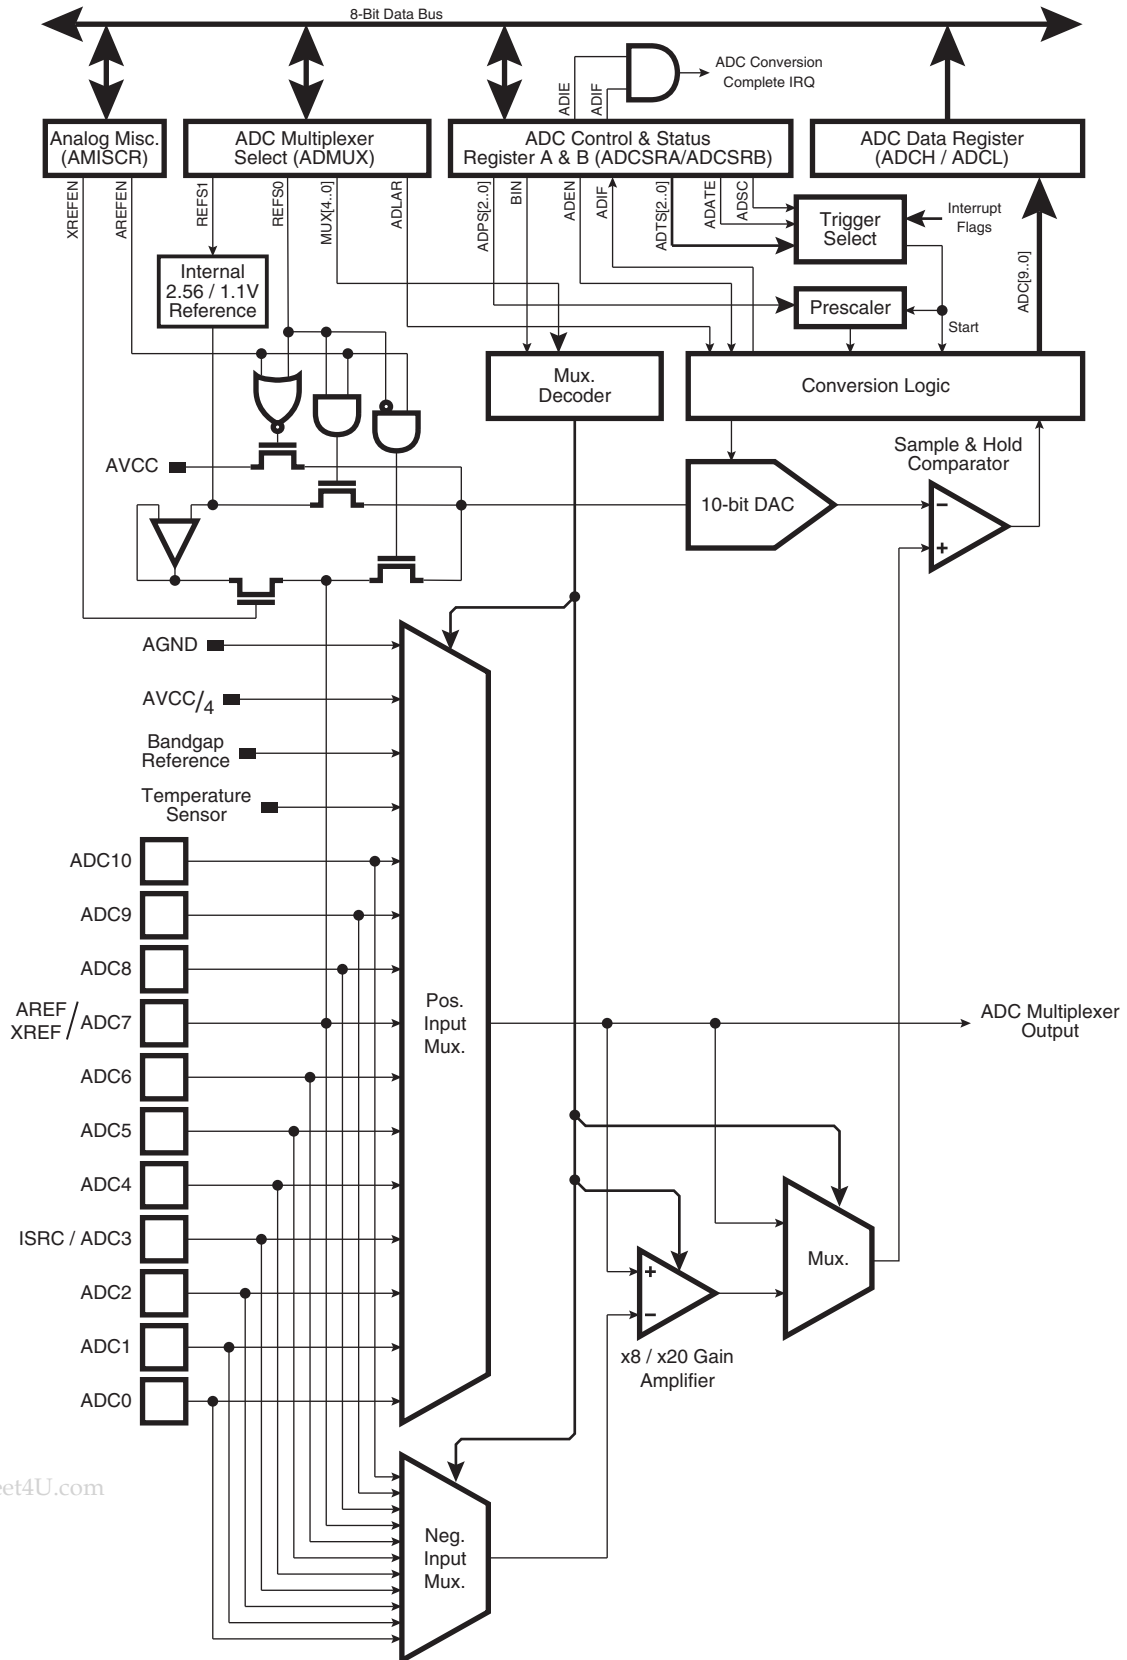 8-Bit Data Bus
ADC Conversion
Complete IRQ
ADIE
ADIF
Analog Misc.
(AMISCR)
ADC Multiplexer
Select (ADMUX)
ADC Control & Status
Register A & B (ADCSRA/ADCSRB)
ADC Data Register
(ADCH / ADCL)
XREFEN
AREFEN
REFS1
REFS0
MUX[4..0]
ADLAR
ADPS[2..0]
BIN
ADEN
ADIF
ADTS[2..0]
ADATE
ADSC
Trigger
Select
Interrupt
Flags
ADC[9..0]
Internal
2.56 / 1.1V
Reference
Prescaler
Start
Mux.
Decoder
Conversion Logic
Sample & Hold
Comparator
AVCC
10-bit DAC
−
+
AGND
AVCC/4
Bandgap
Reference
Temperature
Sensor
ADC10
ADC9
ADC8
AREF
XREF / ADC7
Pos.
Input
Mux.
ADC Multiplexer
Output
ADC6
ADC5
ADC4
ISRC / ADC3
ADC2
ADC1
ADC0
Mux.
+
−
x8 / x20 Gain
Amplifier
Neg.
Input
Mux.
et4U.com